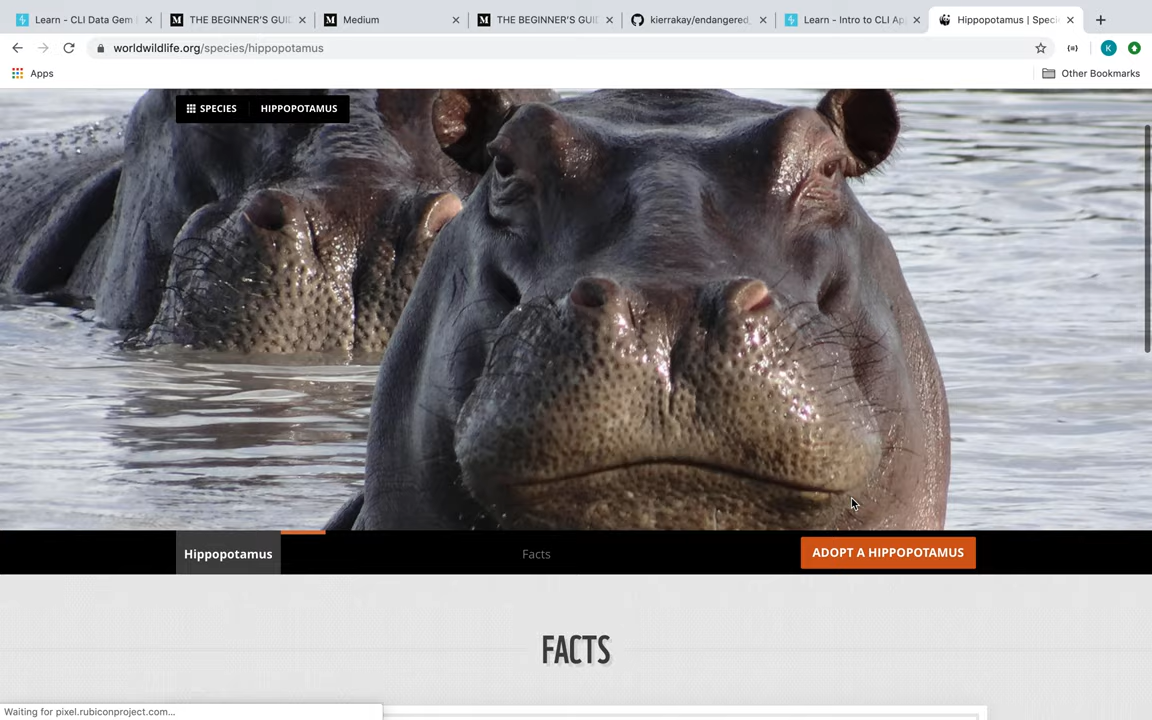 Learn - CLI Data Gem
THE BEGINNER'S GUI
Medium
THE BEGINNER'S GUI
kierrakay/endangered_
Learn - Intro to CLI Ap
Hippopotamus | Speci
worldwildlife.org/species/hippopotamus
K
Apps
Other Bookmarks
SPECIES HIPPOPOTAMUS
Hippopotamus
Facts
ADOPT A HIPPOPOTAMUS
FACTS
Waiting for pixel.rubiconproject.com...